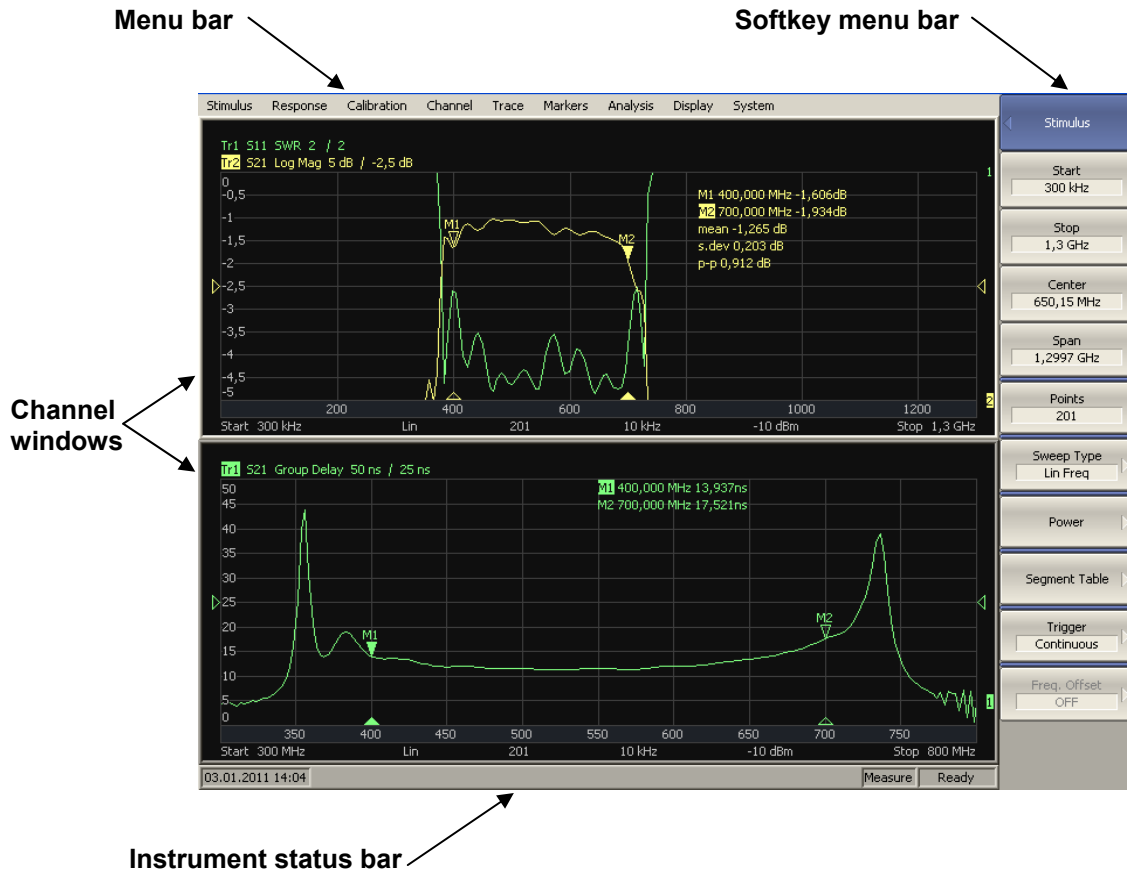 Menu bar
Softkey menu bar
Stimulus Response Calibration Channel Trace Markers Analysis Display System
Tr1 S11 SWR 2 / 2
Tr2 S21 Log Mag 5 dB / -2,5 dB
M1 400,000 MHz -1,606dB
M2 700,000 MHz -1,934dB
mean -1,265 dB
s.dev 0,203 dB
p-p 0,912 dB
0
-0,5
-1
-1,5
-2
-2,5
-3
-3,5
-4
-4,5
-5
M1
M2
1
2
200 400 600 800 1000 1200
Start 300 kHz Lin 201 10 kHz -10 dBm Stop 1,3 GHz
Channel
windows
Tr1 S21 Group Delay 50 ns / 25 ns
M1 400,000 MHz 13,937ns
M2 700,000 MHz 17,521ns
50
45
40
35
30
25
20
15
10
5
0
M1
M2
1
350 400 450 500 550 600 650 700 750
Start 300 MHz Lin 201 10 kHz -10 dBm Stop 800 MHz
03.01.2011 14:04 Measure Ready
Stimulus
Start
300 kHz
Stop
1,3 GHz
Center
650,15 MHz
Span
1,2997 GHz
Points
201
Sweep Type
Lin Freq
Power
Segment Table
Trigger
Continuous
Freq. Offset
OFF
Instrument status bar